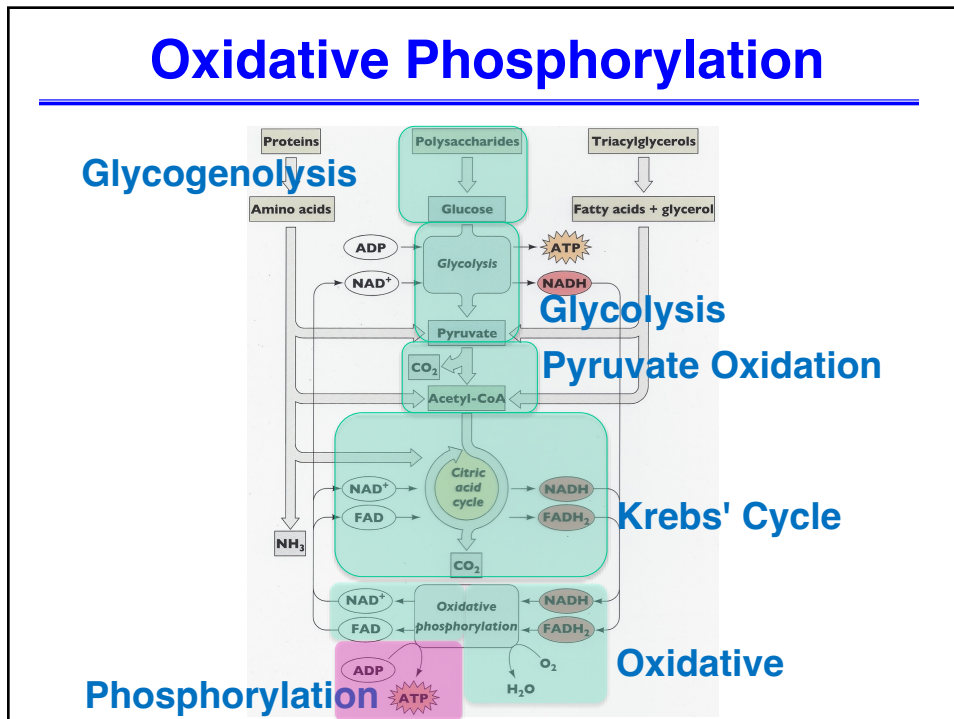 Oxidative Phosphorylation
Proteins
Polysaccharides
Triacylglycerols
Glycogenolysis
Amino acids
Glucose
Fatty acids + glycerol
ADP
Glycolysis
ATP
NAD⁺
NADH
Glycolysis
Pyruvate
CO₂
Pyruvate Oxidation
Acetyl-CoA
Citric
acid
cycle
NAD⁺
NADH
FAD
FADH₂
Krebs' Cycle
NH₃
CO₂
NAD⁺
Oxidative
phosphorylation
NADH
FAD
FADH₂
ADP
O₂
Oxidative
H₂O
Phosphorylation
ATP